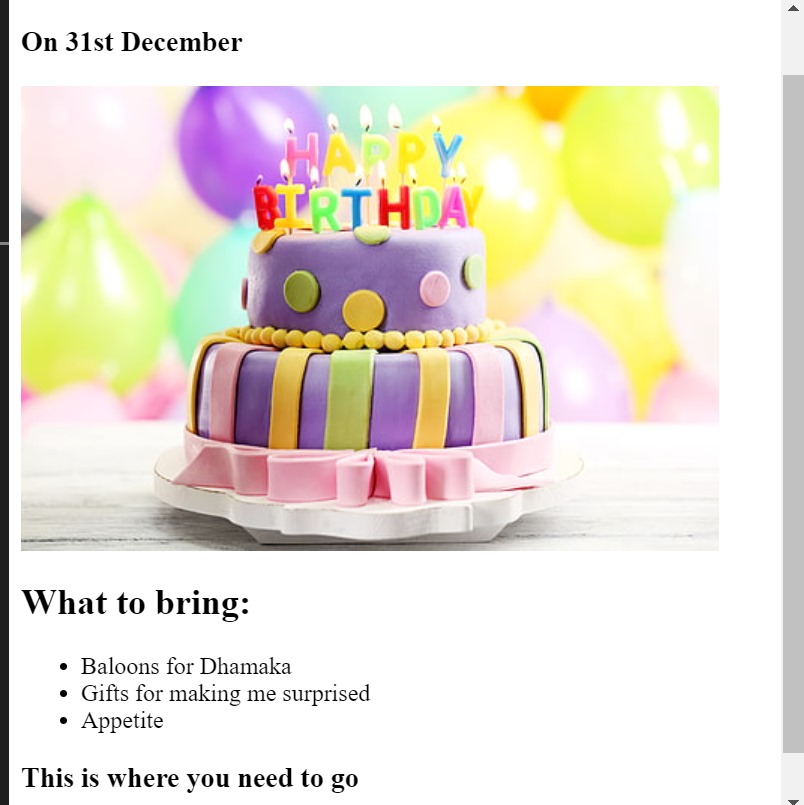 On 31st December
HAPPY
BIRTHDAY
What to bring:
Baloons for Dhamaka
Gifts for making me surprised
Appetite
This is where you need to go